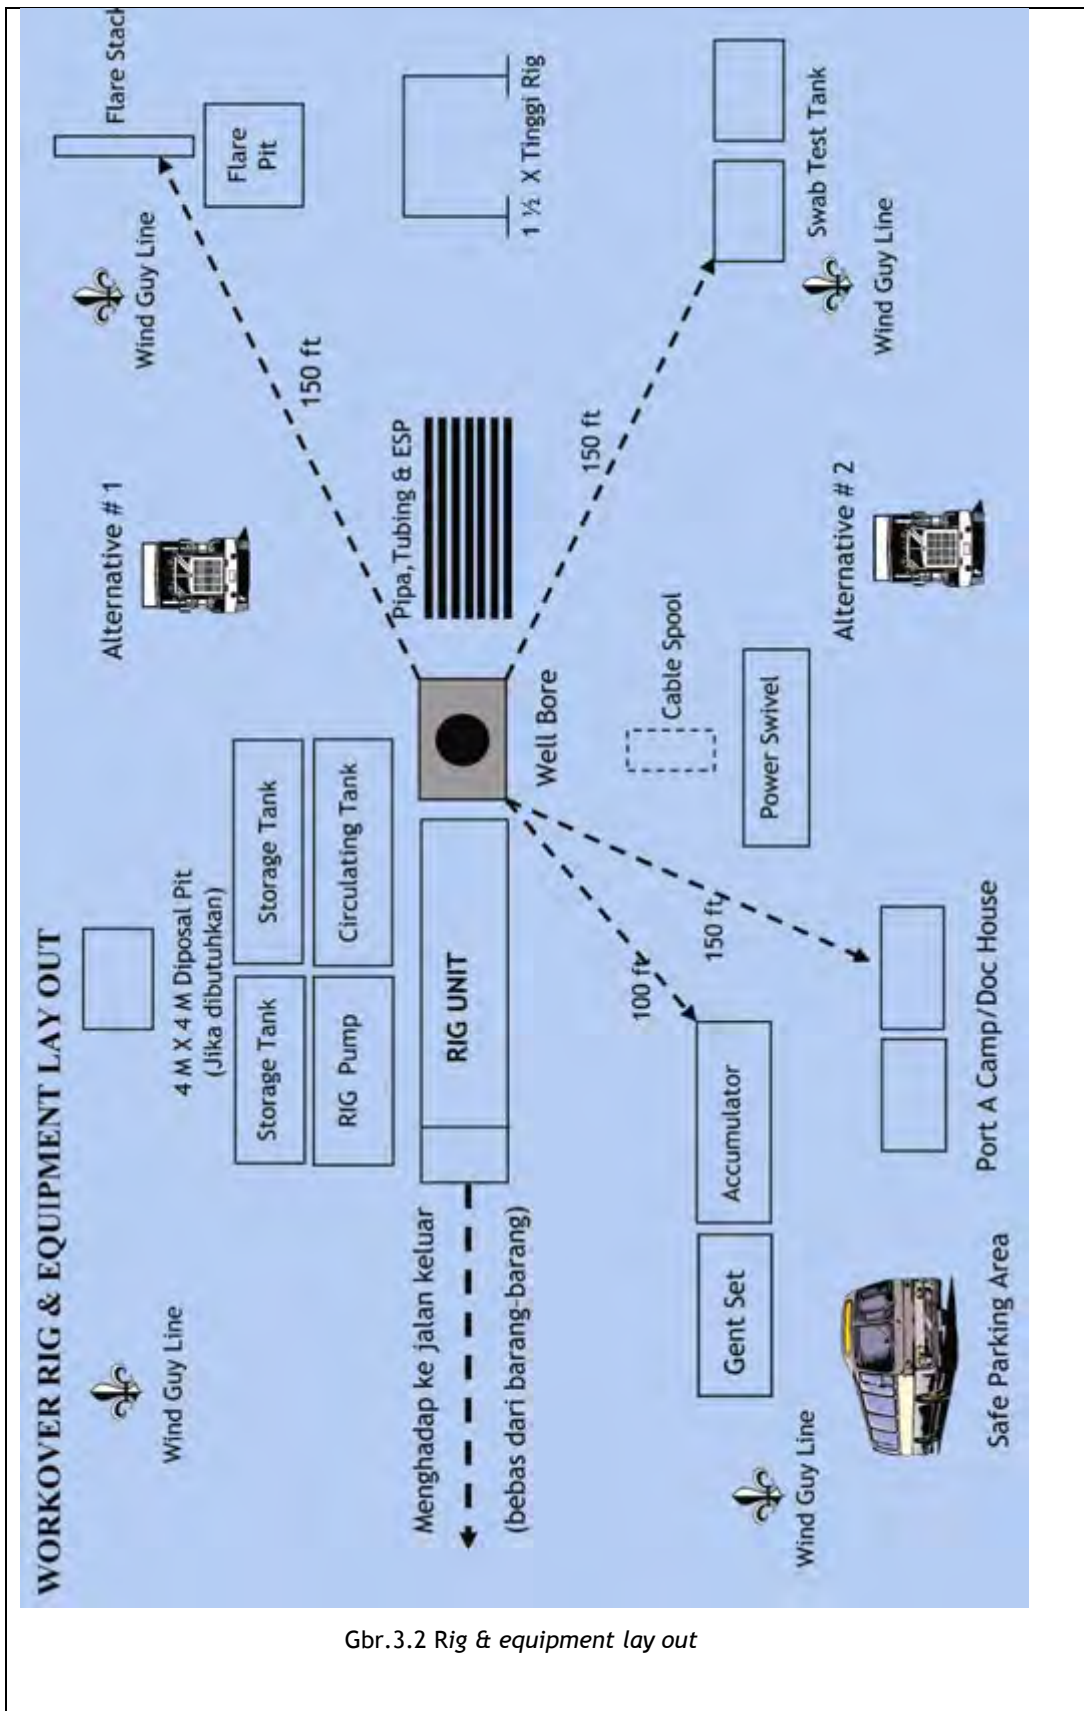 WORKOVER RIG & EQUIPMENT LAY OUT
Wind Guy Line
4 M X 4 M Diposal Pit
(Jika dibutuhkan)
Alternative # 1
Wind Guy Line
Flare Stack
Flare
Pit
Storage Tank
Storage Tank
RIG Pump
Circulating Tank
150 ft
Menghadap ke jalan keluar
(bebas dari barang-barang)
RIG UNIT
Well Bore
Pipa,Tubing & ESP
1 ½ X Tinggi Rig
150 ft
100 ft
150 ft
Cable Spool
Power Swivel
Gent Set
Accumulator
Alternative # 2
Swab Test Tank
Wind Guy Line
Wind Guy Line
Safe Parking Area
Port A Camp/Doc House
Gbr.3.2 Rig & equipment lay out